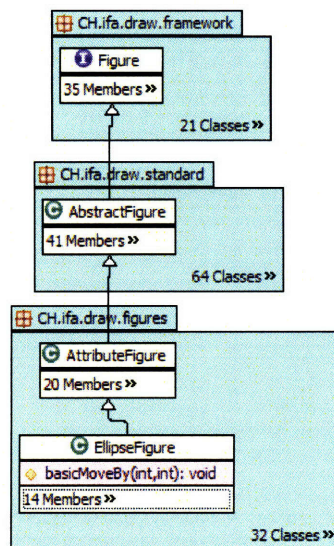 CH.ifa.draw.framework
I Figure
35 Members »
21 Classes »
CH.ifa.draw.standard
C AbstractFigure
41 Members »
64 Classes »
CH.ifa.draw.figures
C AttributeFigure
20 Members »
C EllipseFigure
basicMoveBy(int,int): void
14 Members »
32 Classes »